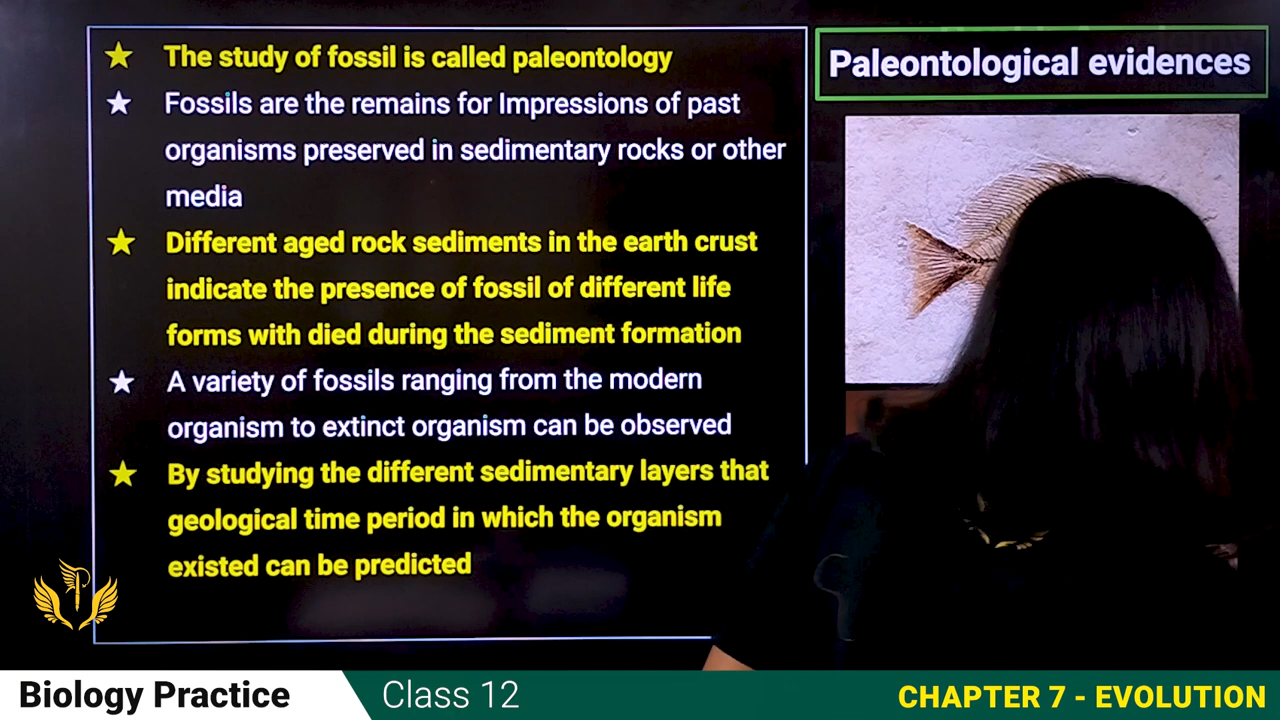 The study of fossil is called paleontology
Fossils are the remains for Impressions of past
organisms preserved in sedimentary rocks or other
media
Different aged rock sediments in the earth crust
indicate the presence of fossil of different life
forms with died during the sediment formation
A variety of fossils ranging from the modern
organism to extinct organism can be observed
By studying the different sedimentary layers that
geological time period in which the organism
existed can be predicted
Paleontological evidences
Biology Practice
Class 12
CHAPTER 7 - EVOLUTION